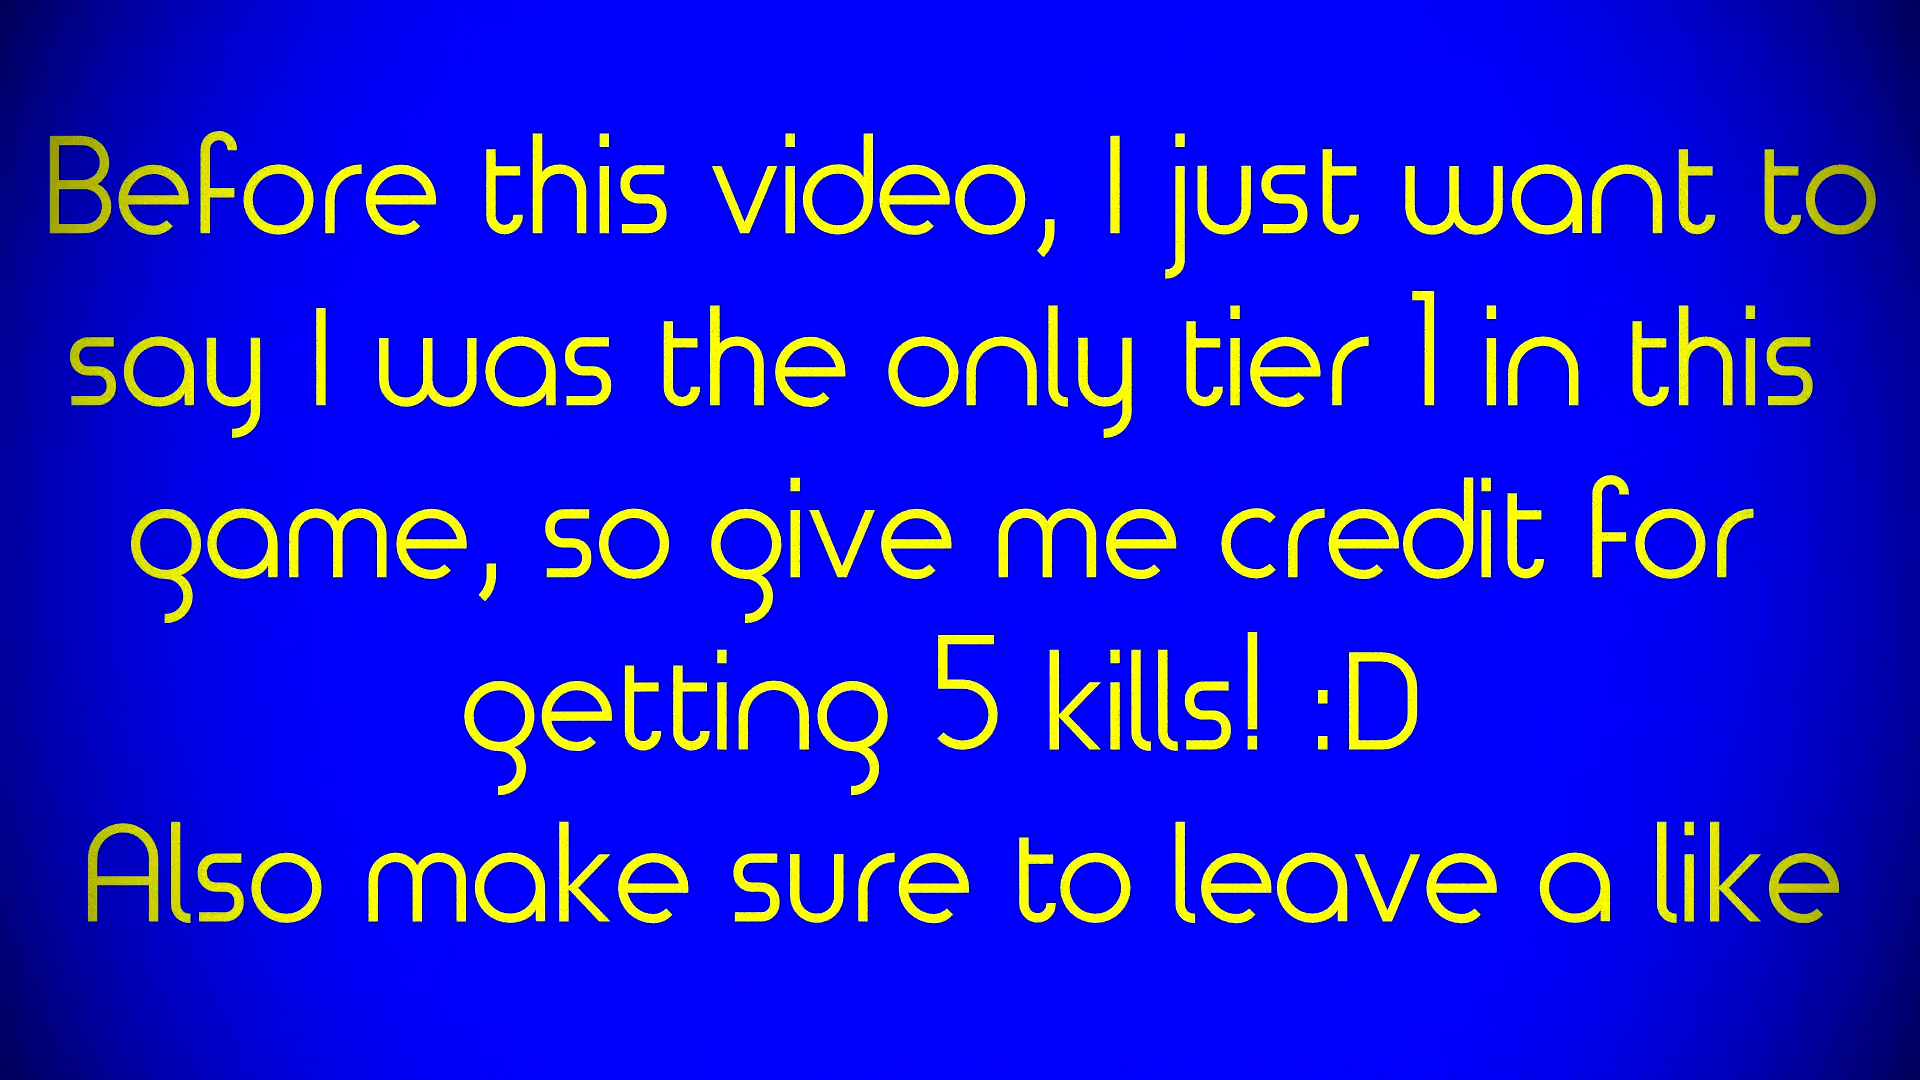 Before this video, I just want to
say I was the only tier 1 in this
game, so give me credit for
getting 5 kills! :D
Also make sure to leave a like